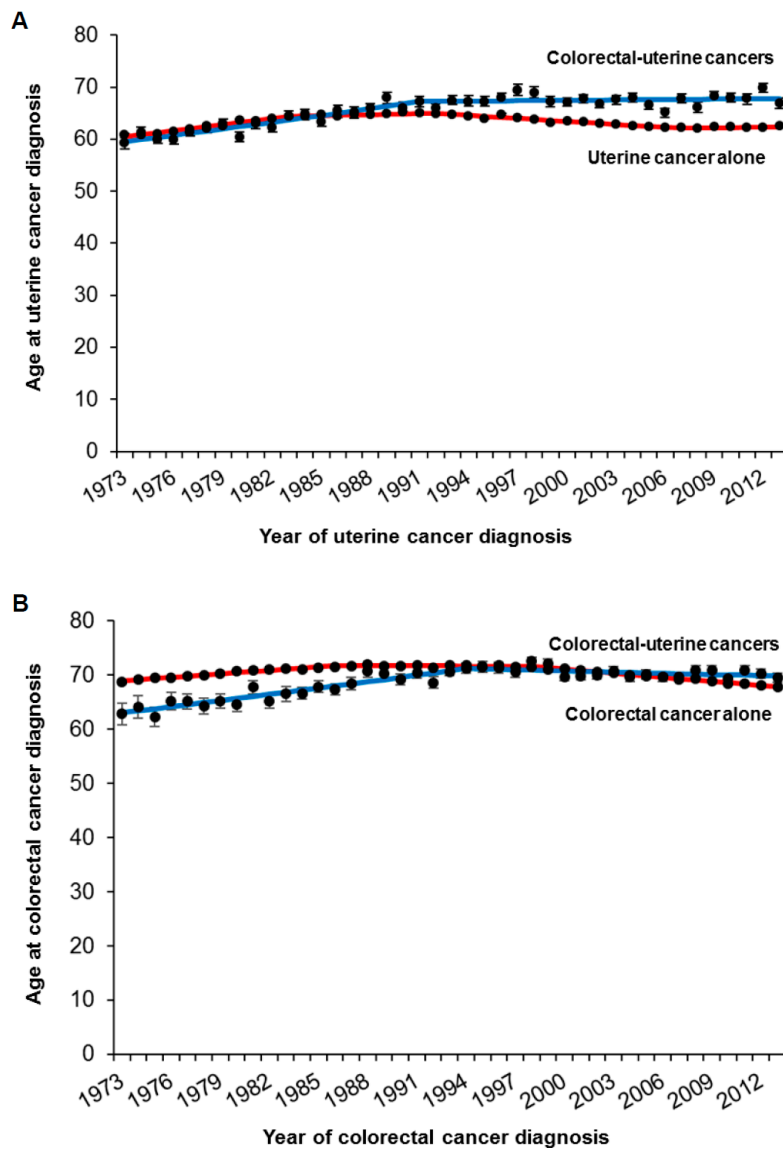 A
80
70
60
50
40
30
20
10
0
Age at uterine cancer diagnosis
Colorectal-uterine cancers
Uterine cancer alone
1973 1976 1979 1982 1985 1988 1991 1994 1997 2000 2003 2006 2009 2012
Year of uterine cancer diagnosis
B
80
70
60
50
40
30
20
10
0
Age at colorectal cancer diagnosis
Colorectal-uterine cancers
Colorectal cancer alone
1973 1976 1979 1982 1985 1988 1991 1994 1997 2000 2003 2006 2009 2012
Year of colorectal cancer diagnosis